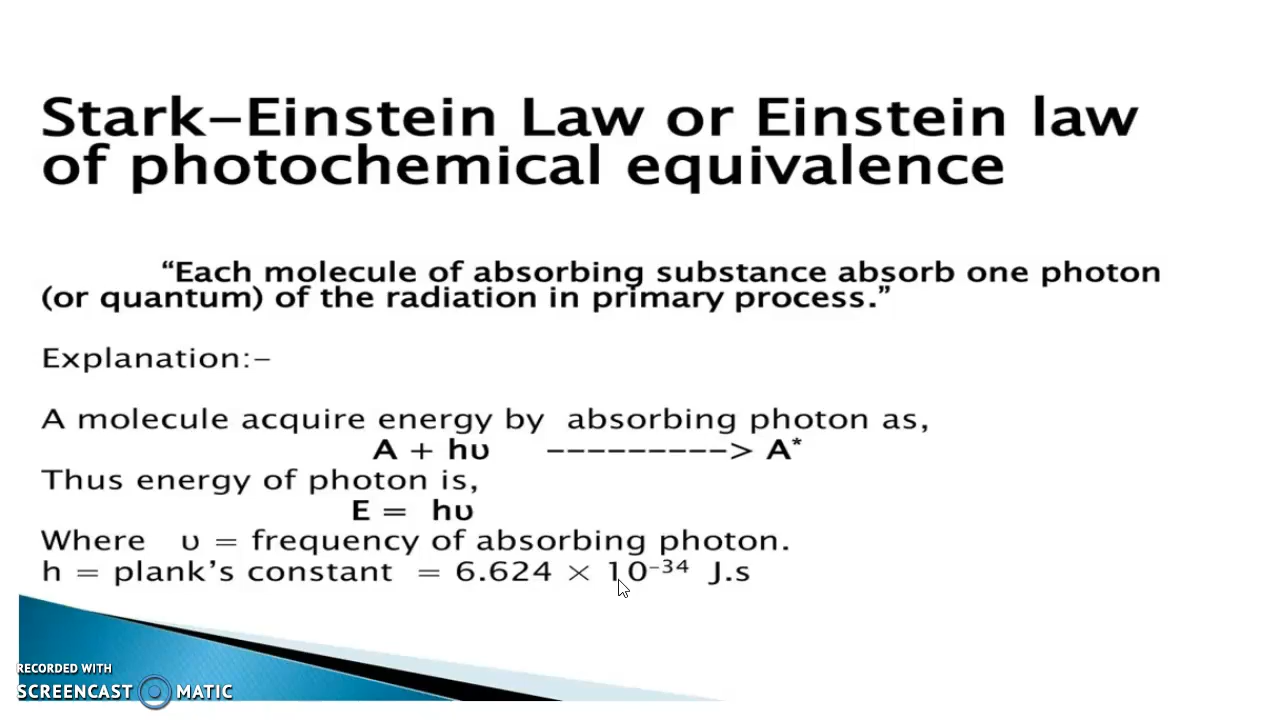 Stark–Einstein Law or Einstein law
of photochemical equivalence
“Each molecule of absorbing substance absorb one photon
(or quantum) of the radiation in primary process.”
Explanation:–
A molecule acquire energy by absorbing photon as,
A + hυ ---------> A*
Thus energy of photon is,
E = hυ
Where υ = frequency of absorbing photon.
h = plank’s constant = 6.624 × 10⁻³⁴ J.s
RECORDED WITH
SCREENCAST MATIC